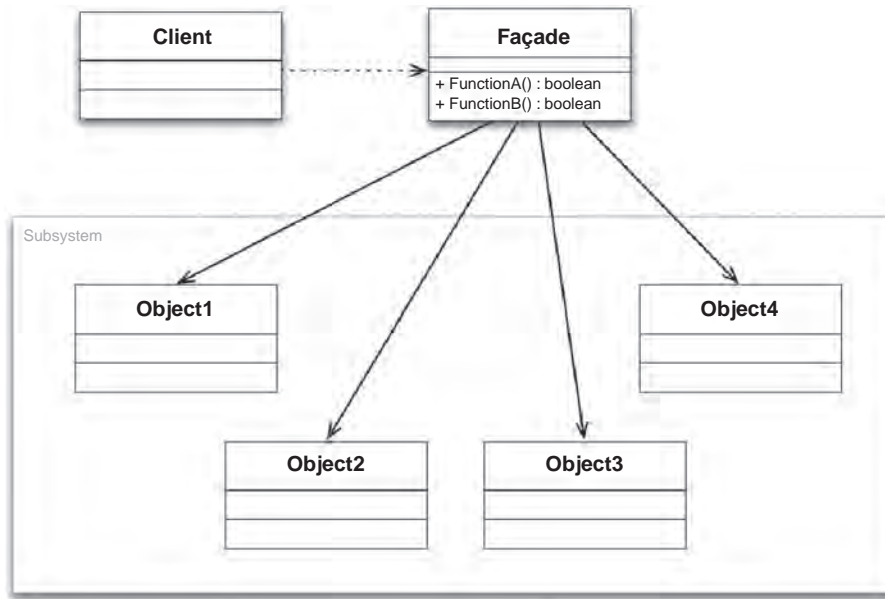 Client
Façade
+ FunctionA() : boolean
+ FunctionB() : boolean
Subsystem
Object1
Object4
Object2
Object3